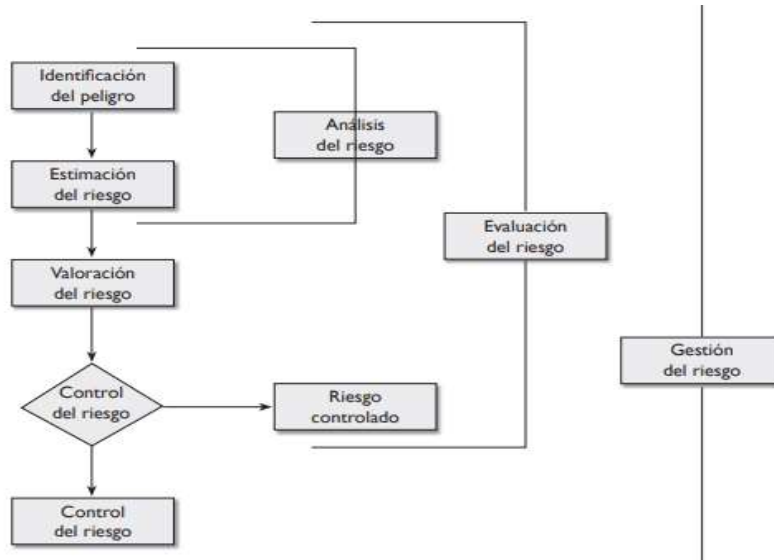 Identificación
del peligro
Análisis
del riesgo
Estimación
del riesgo
Evaluación
del riesgo
Valoración
del riesgo
Gestión
del riesgo
Control
del riesgo
Riesgo
controlado
Control
del riesgo